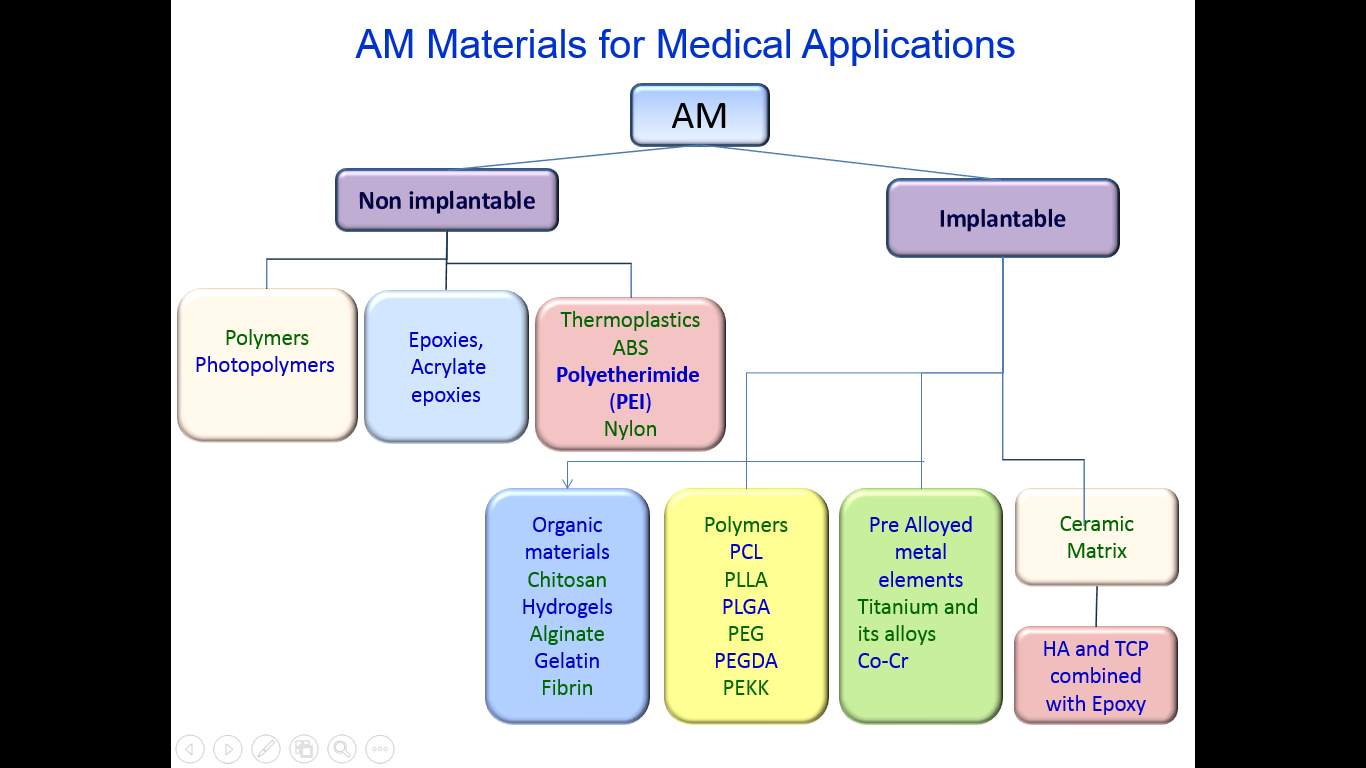 AM Materials for Medical Applications
AM
Non implantable
Implantable
Polymers
Photopolymers
Epoxies,
Acrylate
epoxies
Thermoplastics
ABS
Polyetherimide
(PEI)
Nylon
Organic
materials
Chitosan
Hydrogels
Alginate
Gelatin
Fibrin
Polymers
PCL
PLLA
PLGA
PEG
PEGDA
PEKK
Pre Alloyed
metal
elements
Titanium and
its alloys
Co-Cr
Ceramic
Matrix
HA and TCP
combined
with Epoxy